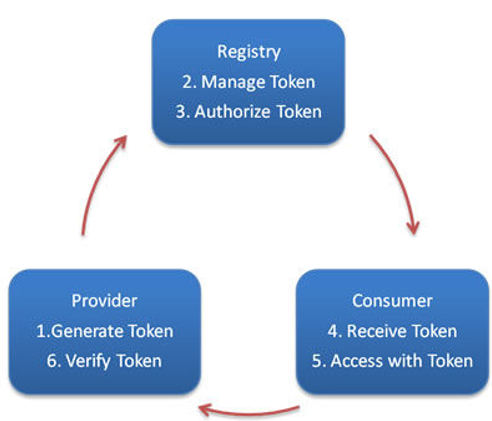 Registry
2. Manage Token
3. Authorize Token
Provider
1.Generate Token
6. Verify Token
Consumer
4. Receive Token
5. Access with Token